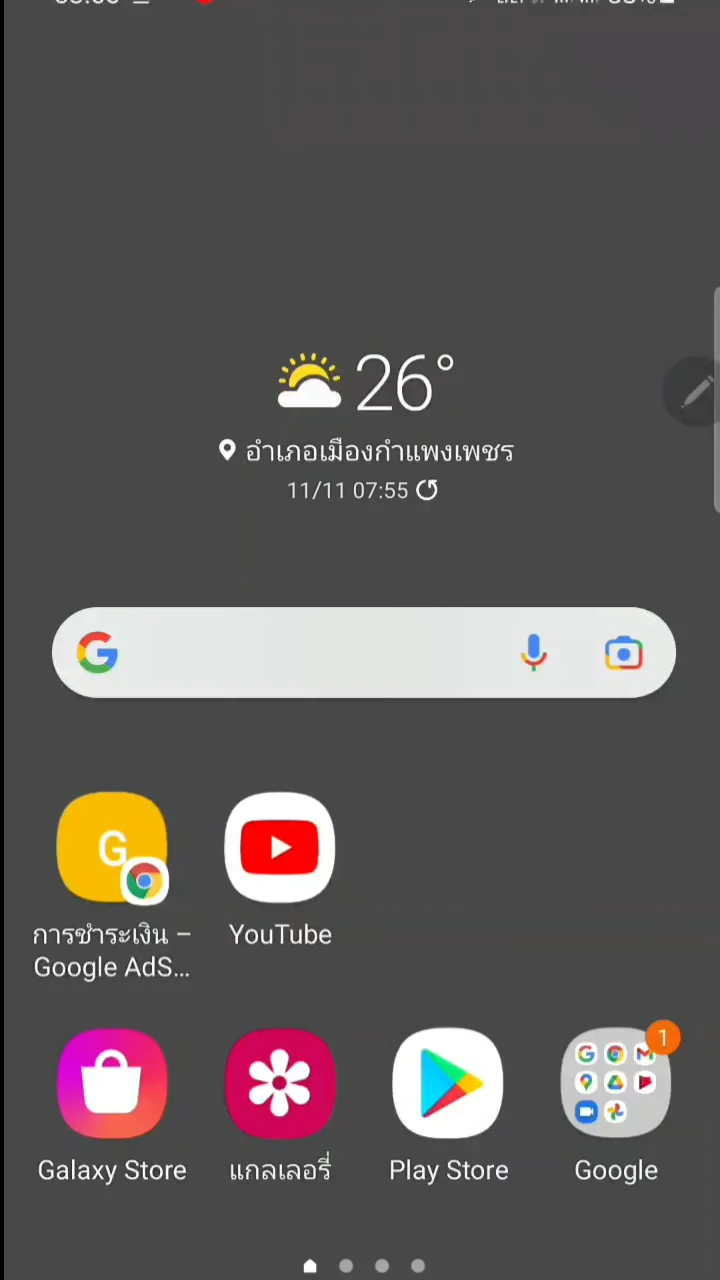 26°
อำเภอเมืองกำแพงเพชร
11/11 07:55
G
การชำระเงิน –
Google AdS...
YouTube
1
Galaxy Store
แกลเลอรี่
Play Store
Google